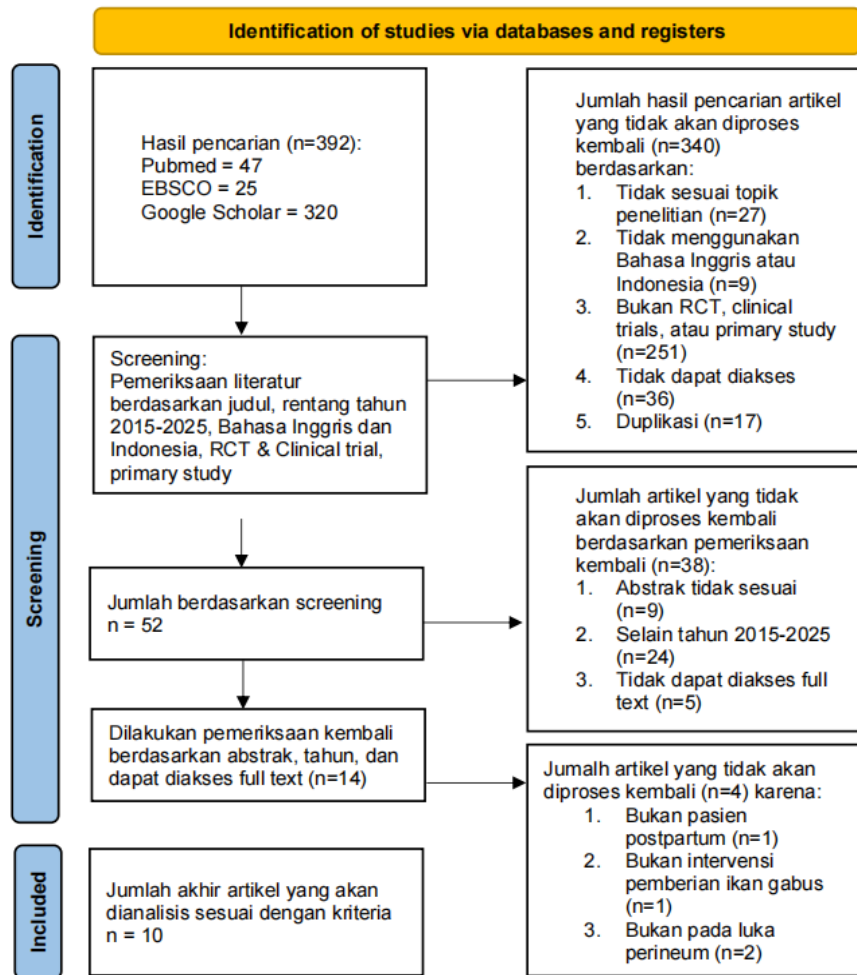 Identification of studies via databases and registers
Identification
Hasil pencarian (n=392):
Pubmed = 47
EBSCO = 25
Google Scholar = 320
Jumlah hasil pencarian artikel
yang tidak akan diproses
kembali (n=340)
berdasarkan:
1. Tidak sesuai topik
penelitian (n=27)
2. Tidak menggunakan
Bahasa Inggris atau
Indonesia (n=9)
3. Bukan RCT, clinical
trials, atau primary study
(n=251)
4. Tidak dapat diakses
(n=36)
5. Duplikasi (n=17)
Screening
Screening:
Pemeriksaan literatur
berdasarkan judul, rentang tahun
2015-2025, Bahasa Inggris dan
Indonesia, RCT & Clinical trial,
primary study
Jumlah berdasarkan screening
n = 52
Jumlah artikel yang tidak
akan diproses kembali
berdasarkan pemeriksaan
kembali (n=38):
1. Abstrak tidak sesuai
(n=9)
2. Selain tahun 2015-2025
(n=24)
3. Tidak dapat diakses full
text (n=5)
Dilakukan pemeriksaan kembali
berdasarkan abstrak, tahun, dan
dapat diakses full text (n=14)
Jumalh artikel yang tidak akan
diproses kembali (n=4) karena:
1. Bukan pasien
postpartum (n=1)
2. Bukan intervensi
pemberian ikan gabus
(n=1)
3. Bukan pada luka
perineum (n=2)
Included
Jumlah akhir artikel yang akan
dianalisis sesuai dengan kriteria
n = 10